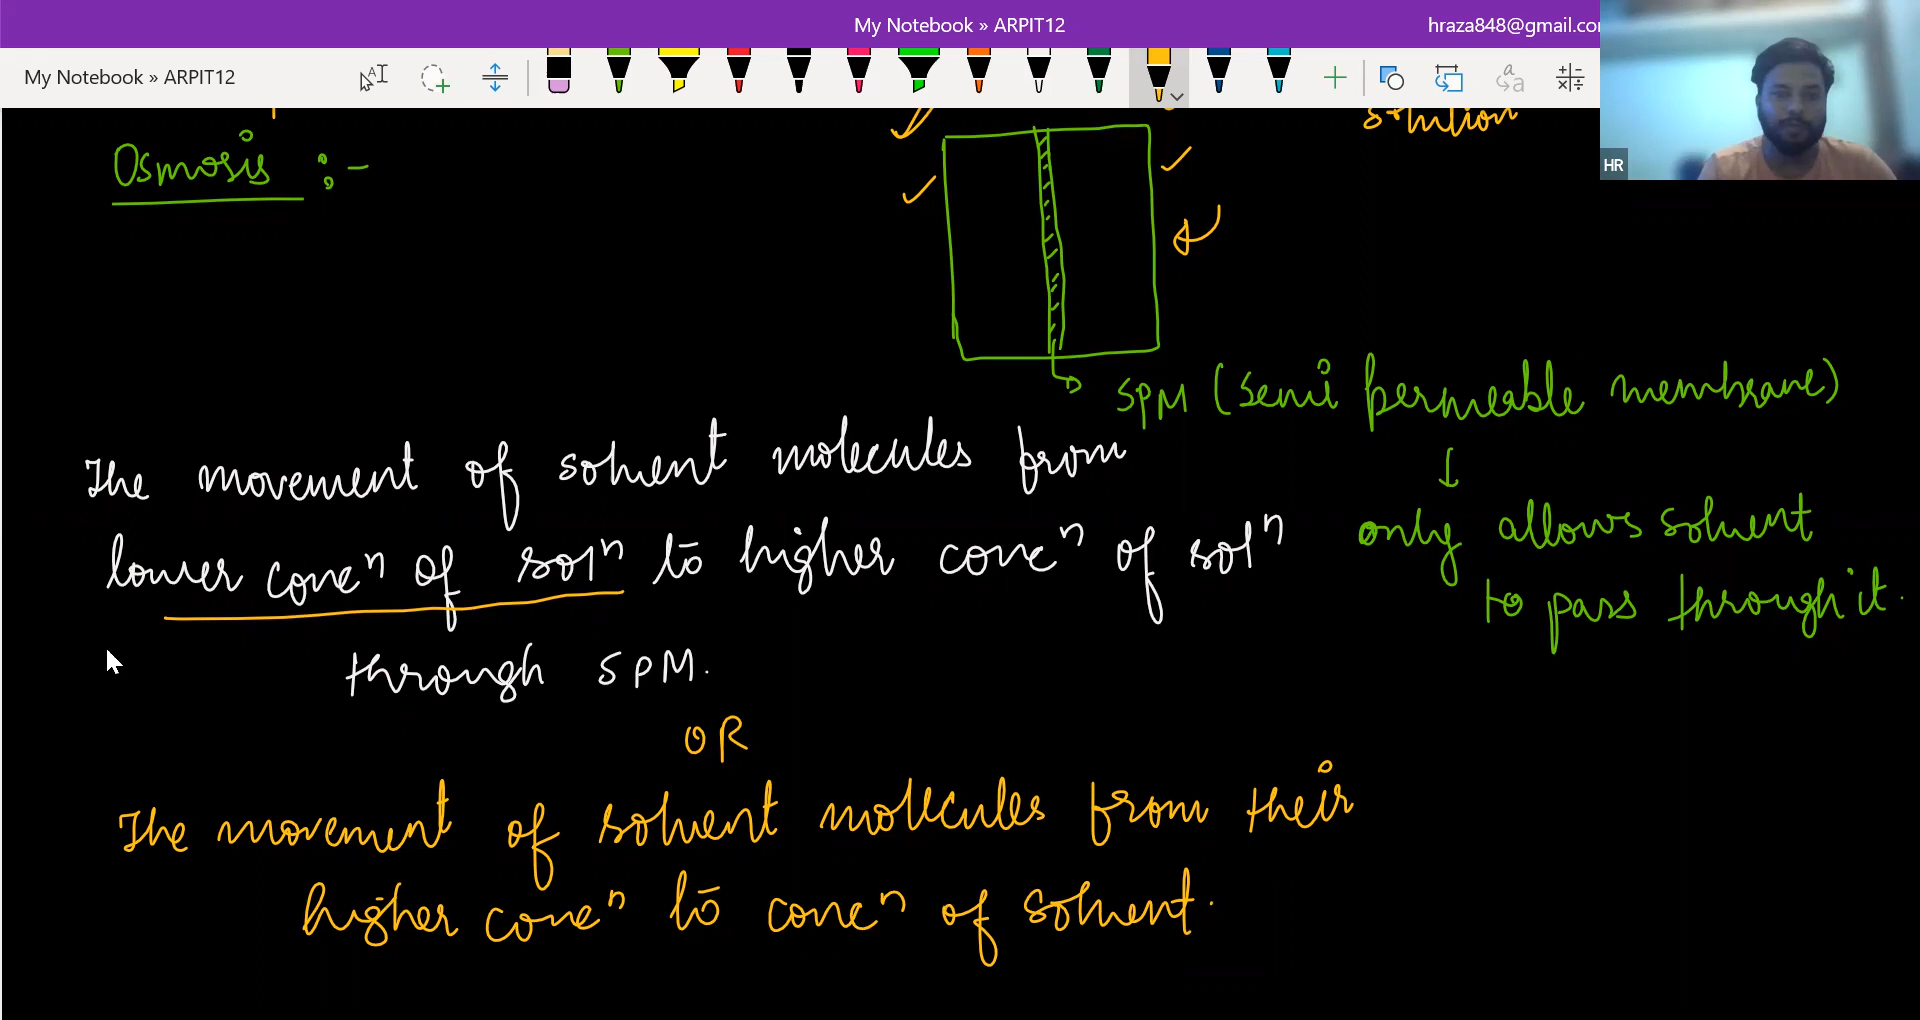 My Notebook » ARPIT12
hraza848@gmail.co
My Notebook » ARPIT12
HR
solution
Osmosis :-
SPM (Semi permeable membrane)
↓
only allows solvent
to pass through it.
The movement of solvent molecules from
lower concⁿ of solⁿ to higher concⁿ of solⁿ
through SPM.
OR
The movement of solvent molecules from their
higher concⁿ to concⁿ of solvent.